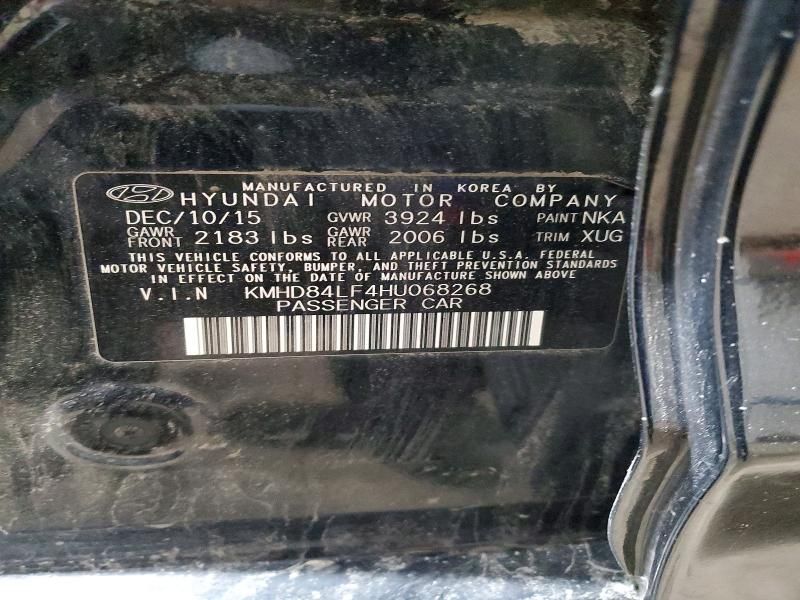 MANUFACTURED IN KOREA BY
HYUNDAI MOTOR COMPANY
DEC/10/15 GVWR 3924 lbs PAINT NKA
GAWR FRONT 2183 lbs GAWR REAR 2006 lbs TRIM XUG
THIS VEHICLE CONFORMS TO ALL APPLICABLE U.S.A. FEDERAL
MOTOR VEHICLE SAFETY, BUMPER, AND THEFT PREVENTION STANDARDS
IN EFFECT ON THE DATE OF MANUFACTURE SHOWN ABOVE
V.I.N KMHD84LF4HU068268
PASSENGER CAR